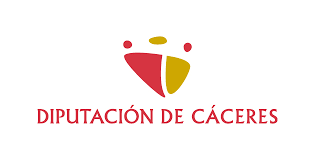 DIPUTACIÓN DE CÁCERES